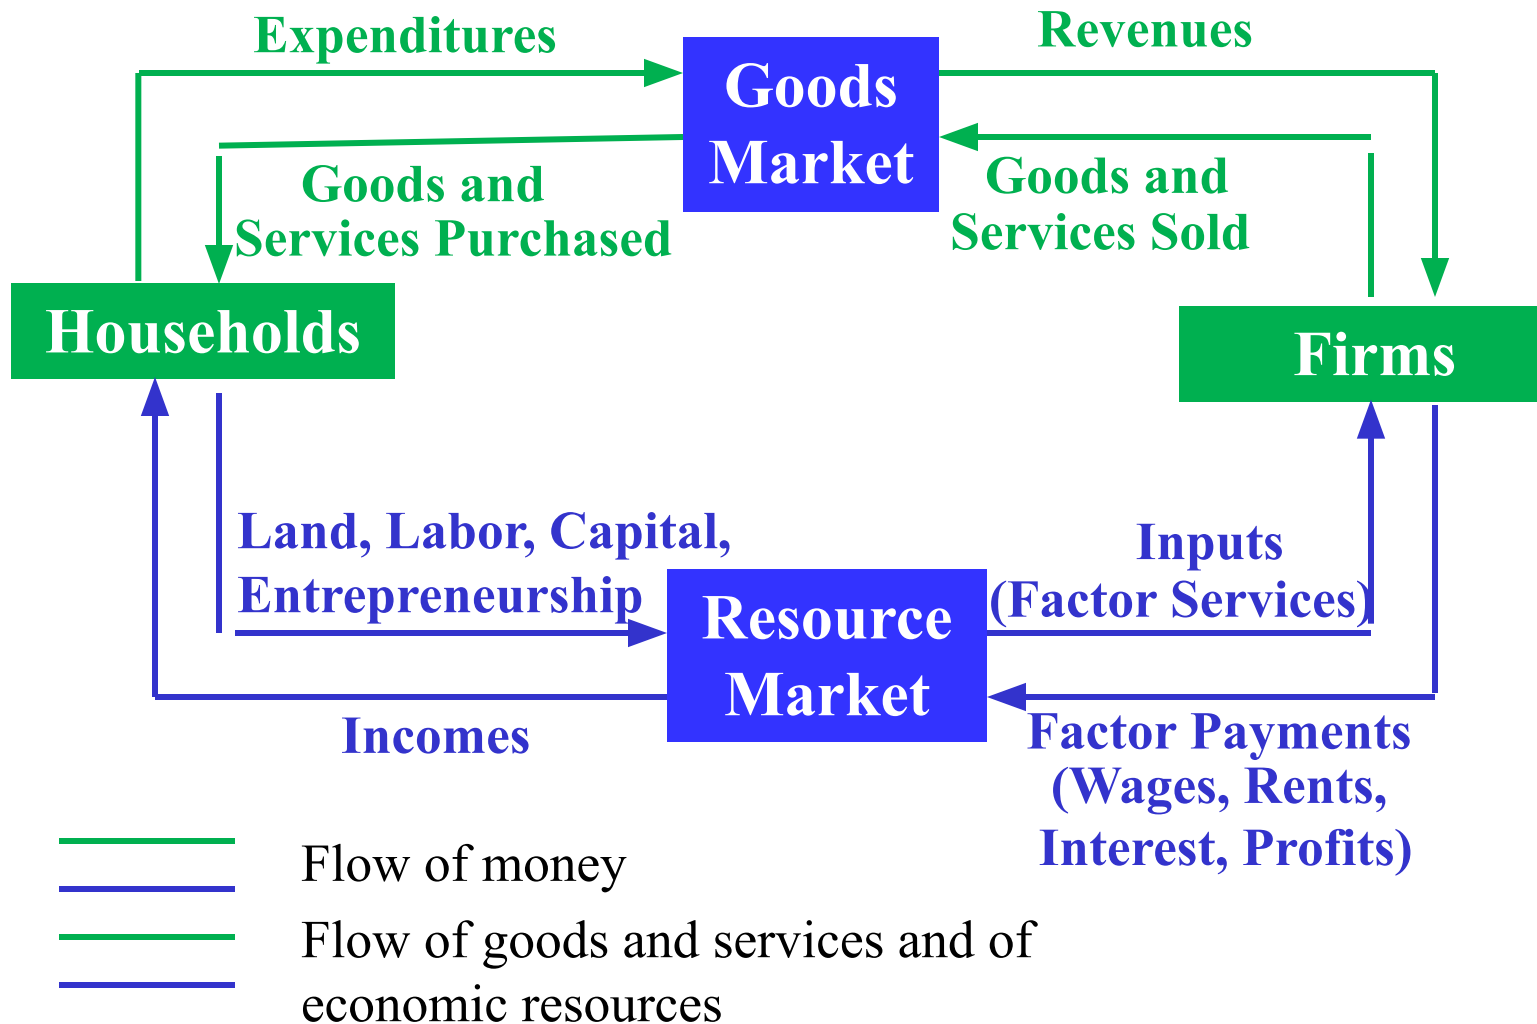 Expenditures
Revenues
Goods
Market
Goods and
Services Purchased
Goods and
Services Sold
Households
Firms
Land, Labor, Capital,
Entrepreneurship
Inputs
(Factor Services)
Resource
Market
Incomes
Factor Payments
(Wages, Rents,
Interest, Profits)
Flow of money
Flow of goods and services and of
economic resources